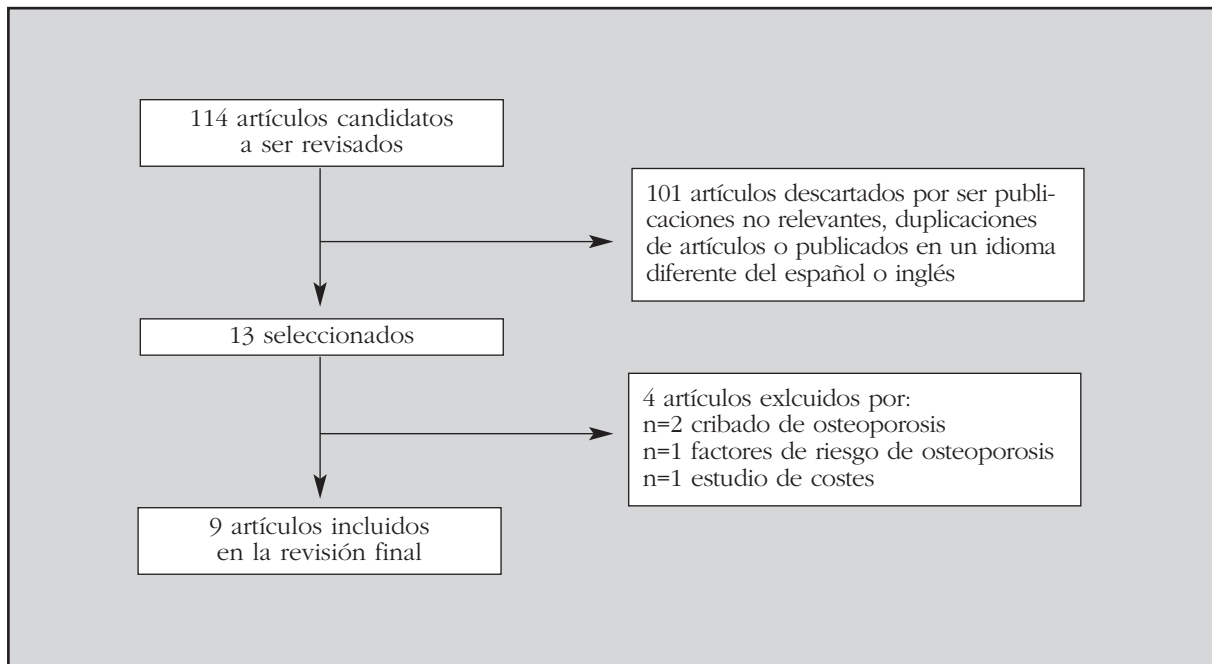 114 artículos candidatos
a ser revisados
101 artículos descartados por ser publi-
caciones no relevantes, duplicaciones
de artículos o publicados en un idioma
diferente del español o inglés
13 seleccionados
4 artículos exlcuidos por:
n=2 cribado de osteoporosis
n=1 factores de riesgo de osteoporosis
n=1 estudio de costes
9 artículos incluidos
en la revisión final